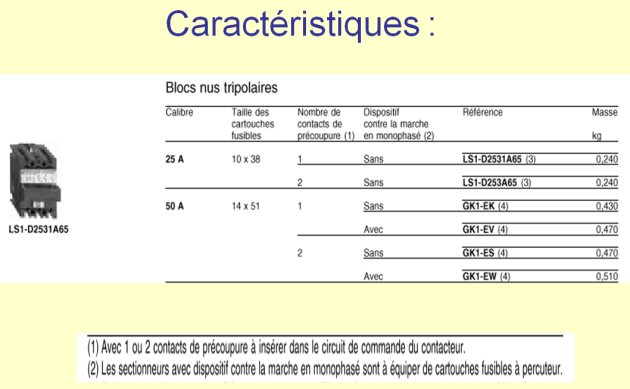 Caractéristiques :
Blocs nus tripolaires
Calibre Taille des Nombre de Dispositif Référence Masse
cartouches contacts de contre la marche
fusibles précoupure (1) en monophasé (2) kg
25 A 10 x 38 1 Sans LS1-D2531A65 (3) 0,240
2 Sans LS1-D253A65 (3) 0,240
50 A 14 x 51 1 Sans GK1-EK (4) 0,430
LS1-D2531A65
Avec GK1-EV (4) 0,470
2 Sans GK1-ES (4) 0,470
Avec GK1-EW (4) 0,510
(1) Avec 1 ou 2 contacts de précoupure à insérer dans le circuit de commande du contacteur.
(2) Les sectionneurs avec dispositif contre la marche en monophasé sont à équiper de cartouches fusibles à percuteur.